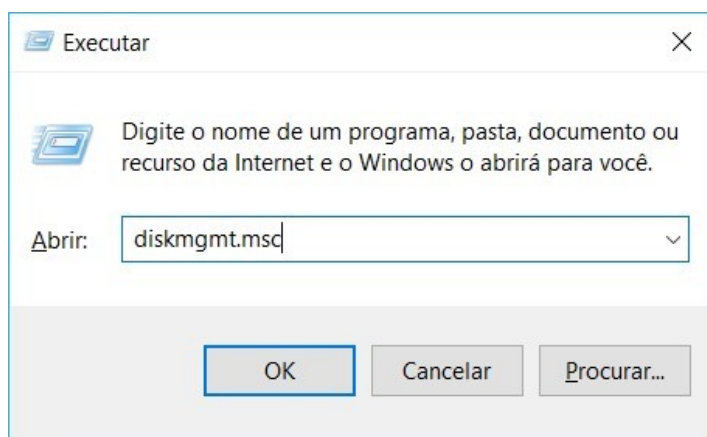 Executar
Digite o nome de um programa, pasta, documento ou
recurso da Internet e o Windows o abrirá para você.
Abrir: diskmgmt.msc
OK Cancelar Procurar...